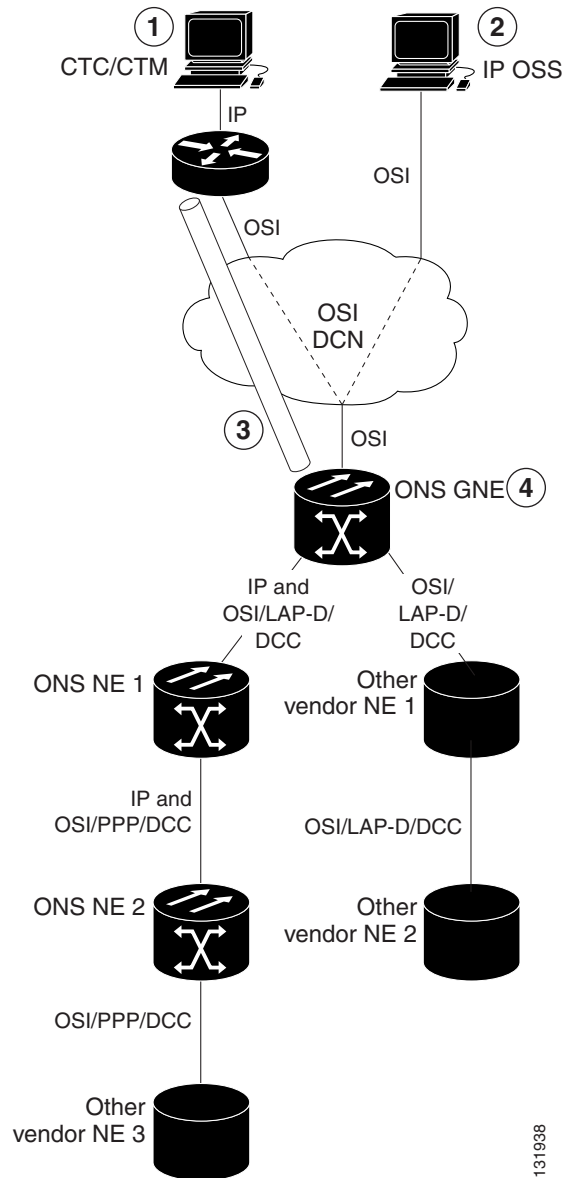 1
2
CTC/CTM
IP OSS
IP
OSI
OSI
OSI
DCN
3
OSI
ONS GNE
4
IP and
OSI/LAP-D/
DCC
OSI/
LAP-D/
DCC
ONS NE 1
Other
vendor NE 1
IP and
OSI/PPP/DCC
OSI/LAP-D/DCC
ONS NE 2
Other
vendor NE 2
OSI/PPP/DCC
Other
vendor NE 3
131938